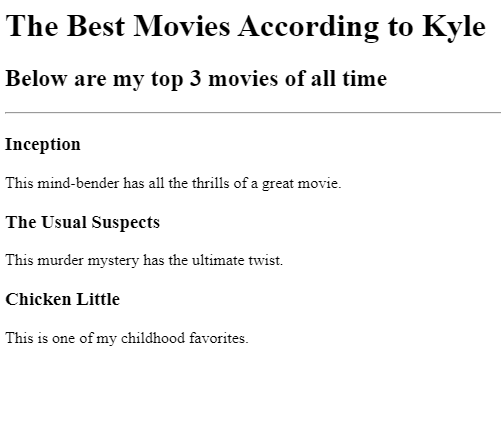 The Best Movies According to Kyle
Below are my top 3 movies of all time
Inception
This mind-bender has all the thrills of a great movie.
The Usual Suspects
This murder mystery has the ultimate twist.
Chicken Little
This is one of my childhood favorites.